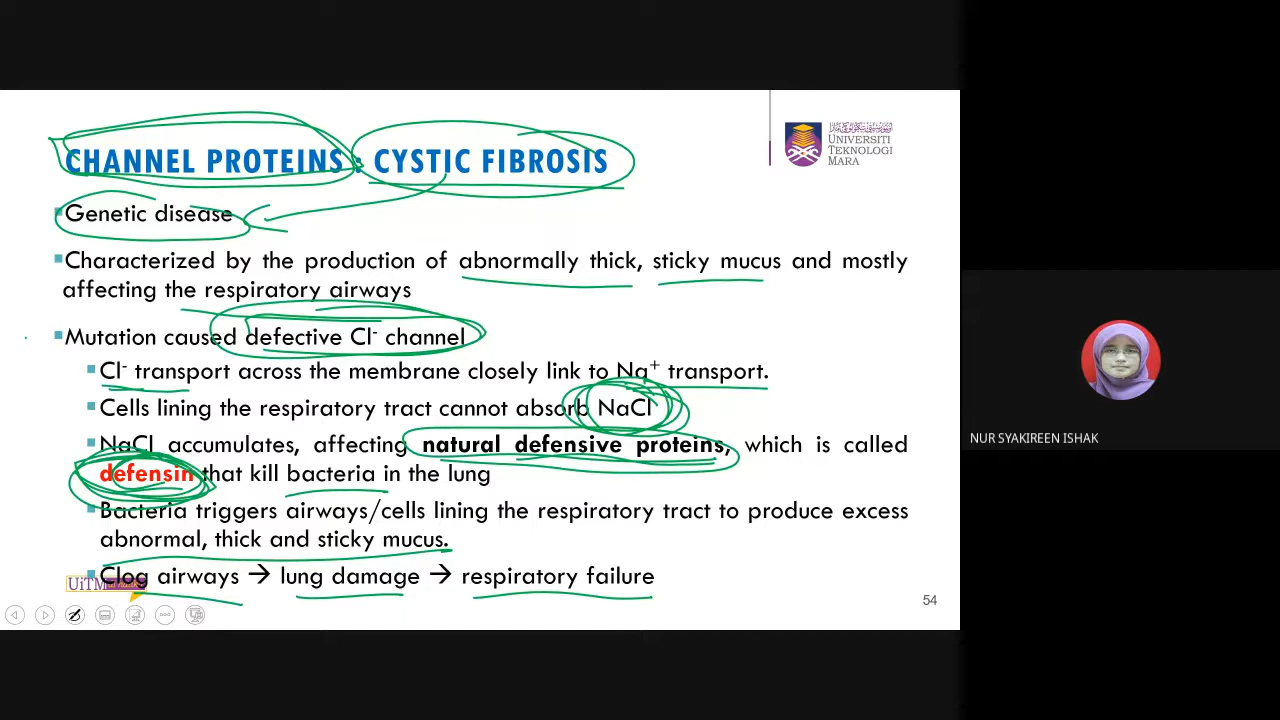 CHANNEL PROTEINS : CYSTIC FIBROSIS
UNIVERSITI
TEKNOLOGI
MARA
Genetic disease
Characterized by the production of abnormally thick, sticky mucus and mostly
affecting the respiratory airways
Mutation caused defective Cl⁻ channel
Cl⁻ transport across the membrane closely link to Na⁺ transport.
Cells lining the respiratory tract cannot absorb NaCl
NaCl accumulates, affecting natural defensive proteins, which is called
defensin that kill bacteria in the lung
Bacteria triggers airways/cells lining the respiratory tract to produce excess
abnormal, thick and sticky mucus.
Clog airways → lung damage → respiratory failure
UiTM
54
NUR SYAKIREEN ISHAK